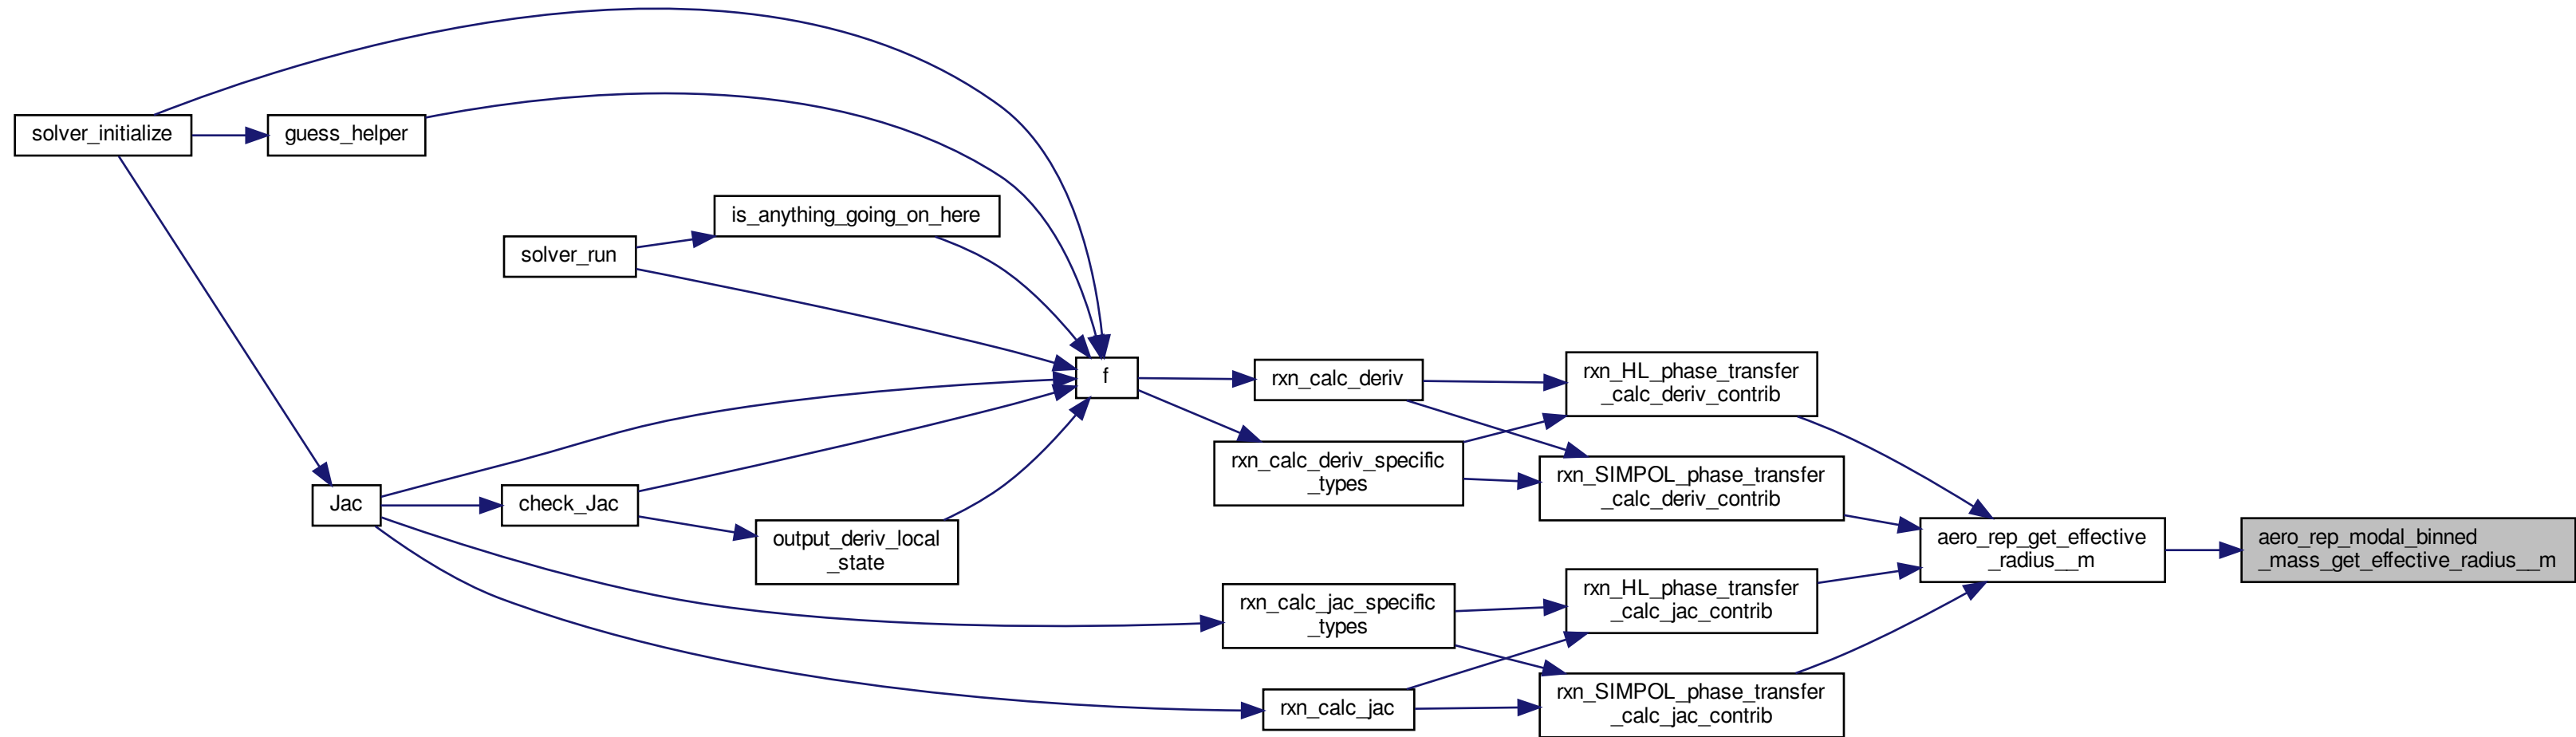 solver_initialize
guess_helper
is_anything_going_on_here
solver_run
f
rxn_calc_deriv
rxn_HL_phase_transfer
_calc_deriv_contrib
rxn_calc_deriv_specific
_types
rxn_SIMPOL_phase_transfer
_calc_deriv_contrib
Jac
check_Jac
output_deriv_local
_state
aero_rep_get_effective
_radius__m
aero_rep_modal_binned
_mass_get_effective_radius__m
rxn_calc_jac_specific
_types
rxn_HL_phase_transfer
_calc_jac_contrib
rxn_calc_jac
rxn_SIMPOL_phase_transfer
_calc_jac_contrib